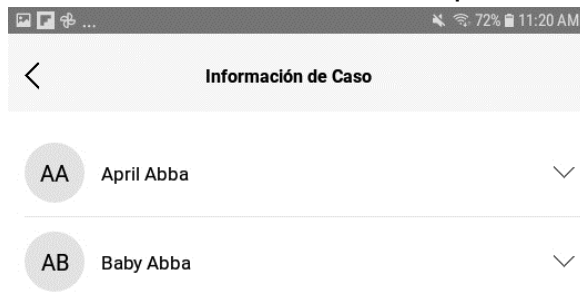 ... 72% 11:20 AM
Información de Caso
AA April Abba
AB Baby Abba